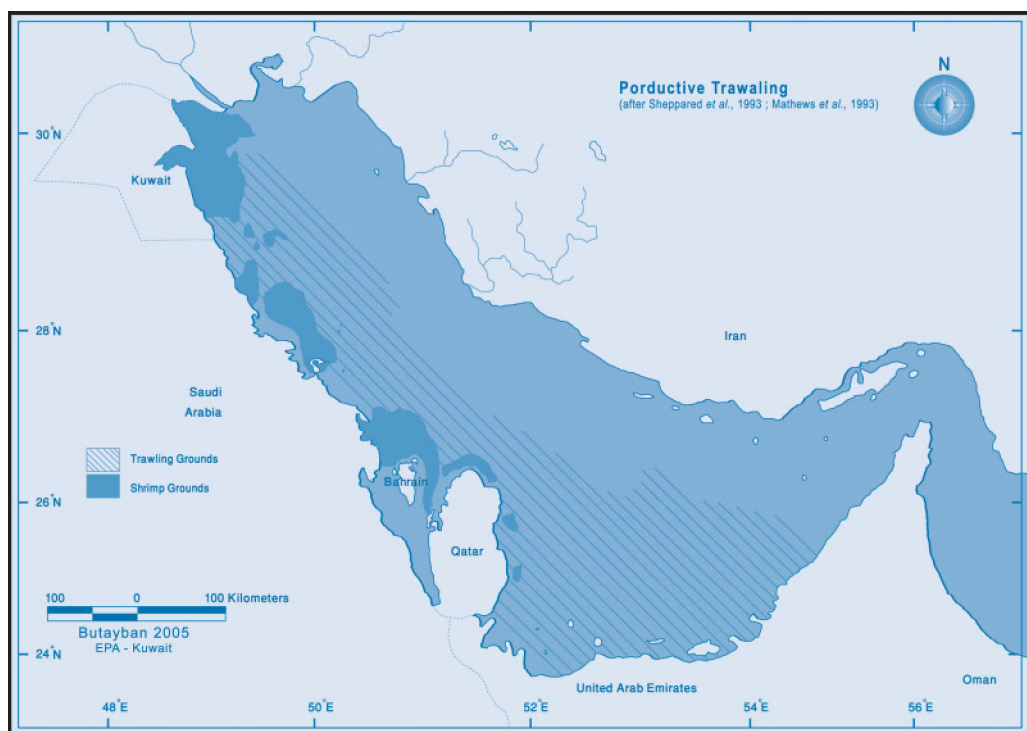 N
Porductive Trawaling
(after Sheppared et al., 1993 ; Mathews et al., 1993)
30°N
Kuwait
28°N
Iran
Saudi
Arabia
Trawling Grounds
Bahrain
Shrimp Grounds
26°N
Qatar
100 0 100 Kilometers
Butayban 2005
EPA - Kuwait
24°N
United Arab Emirates
Oman
48°E 50°E 52°E 54°E 56°E